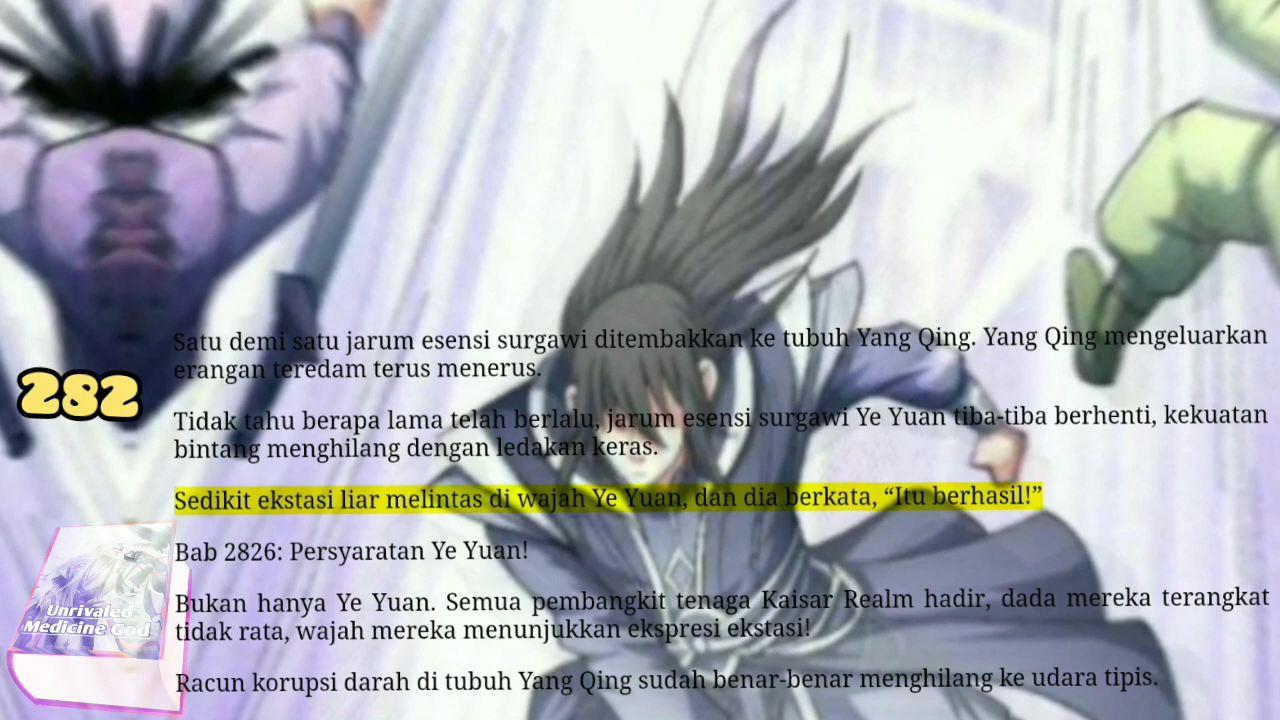 Satu demi satu jarum esensi surgawi ditembakkan ke tubuh Yang Qing. Yang Qing mengeluarkan
erangan teredam terus menerus.
Tidak tahu berapa lama telah berlalu, jarum esensi surgawi Ye Yuan tiba-tiba berhenti, kekuatan
bintang menghilang dengan ledakan keras.
282
Sedikit ekstasi liar melintas di wajah Ye Yuan, dan dia berkata, “Itu berhasil!”
Bab 2826: Persyaratan Ye Yuan!
Bukan hanya Ye Yuan. Semua pembangkit tenaga Kaisar Realm hadir, dada mereka terangkat
tidak rata, wajah mereka menunjukkan ekspresi ekstasi!
Racun korupsi darah di tubuh Yang Qing sudah benar-benar menghilang ke udara tipis.
Unrivaled
Medicine God